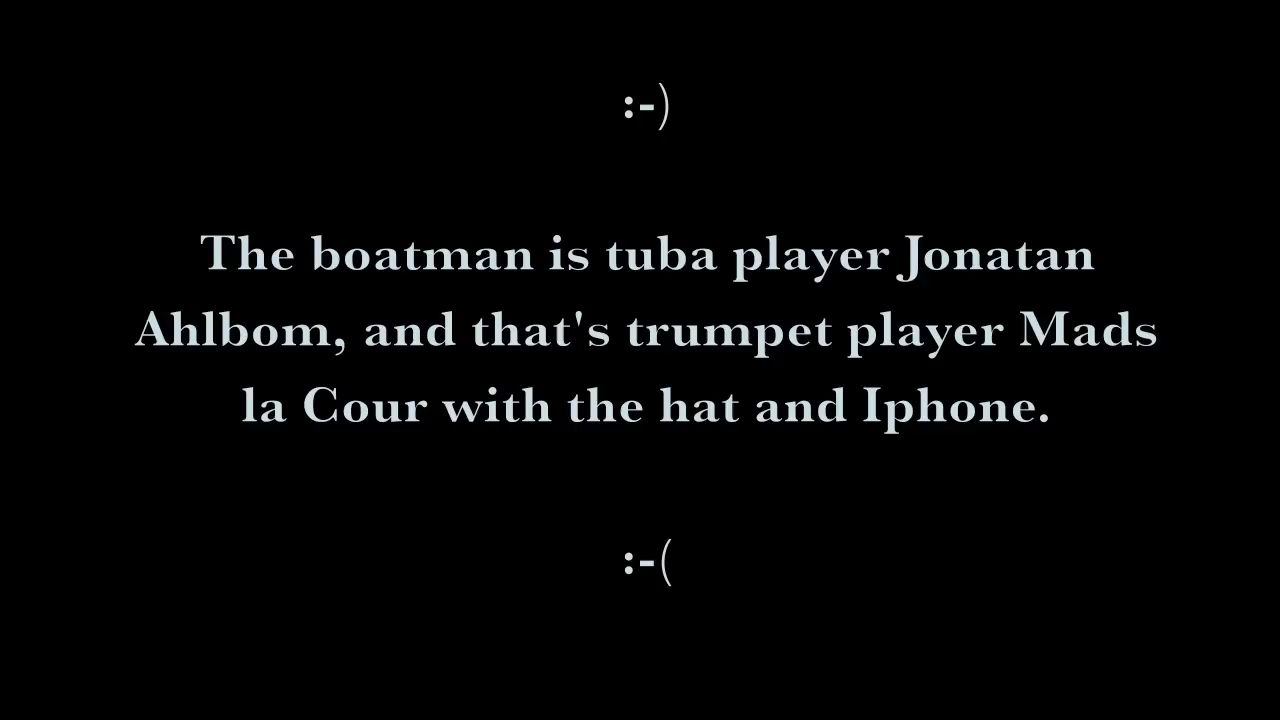 :-)
The boatman is tuba player Jonatan
Ahlbom, and that's trumpet player Mads
la Cour with the hat and Iphone.
:-(